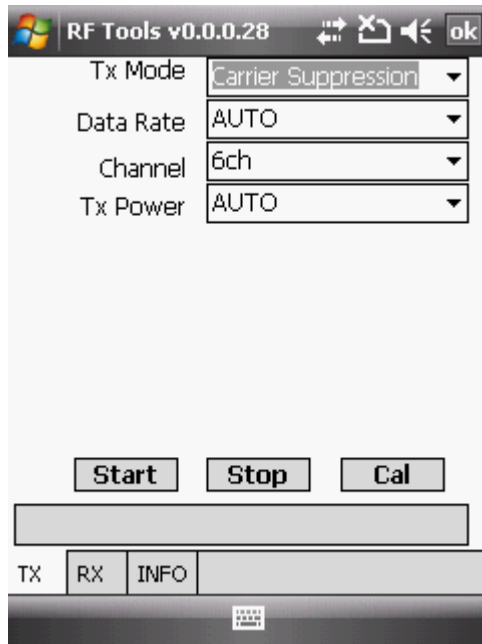 RF Tools v0.0.0.28 ok
Tx Mode Carrier Suppression
Data Rate AUTO
Channel 6ch
Tx Power AUTO
Start Stop Cal
TX RX INFO